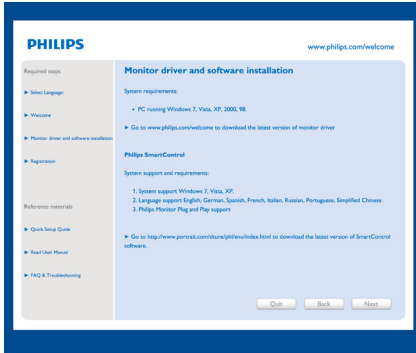 PHILIPS
www.philips.com/welcome
Required steps
► Select Language:
► Welcome
► Monitor driver and software installation
► Registration
Reference materials
► Quick Setup Quide
► Read User Manual
► FAQ & Troubleshooting
Monitor driver and software installation
System requirements:
• PC running Windows 7, Vista, XP, 2000, 98.
► Go to www.philips.com/welcome to download the latest version of monitor driver
Philips SmartControl
System support and requirements:
1. System support Windows 7, Vista, XP.
2. Language support English, German, Spanish, French, Italian, Russian, Portuguese, Simplified Chinese
3. Philips Monitor Plug and Play support
► Go to http://www.portrait.com/dtune/philenu/index.html to download the latest version of SmartControl
software.
Quit
Back
Next